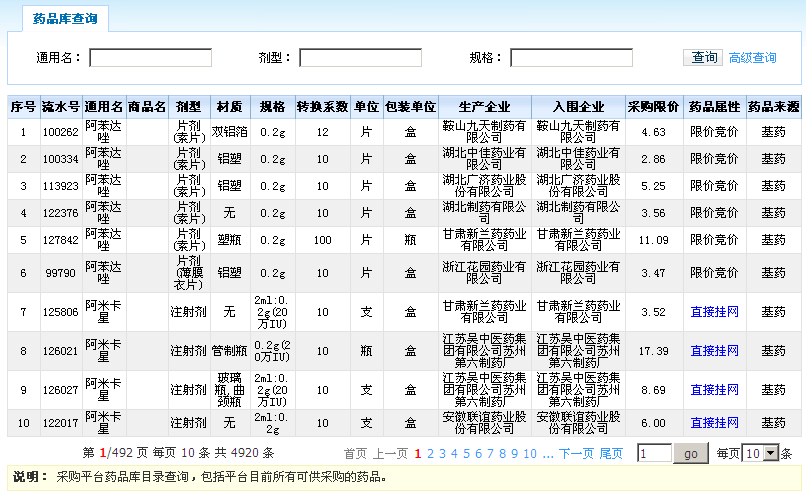 药品库查询
通用名： 剂型： 规格： 查询 高级查询
序号 流水号 通用名 商品名 剂型 材质 规格 转换系数 单位 包装单位 生产企业 入围企业 采购限价 药品属性 药品来源
1 100262 阿苯达唑 片剂(素片) 双铝箔 0.2g 12 片 盒 鞍山九天制药有限公司 鞍山九天制药有限公司 4.63 限价竞价 基药
2 100334 阿苯达唑 片剂(素片) 铝塑 0.2g 10 片 盒 湖北中佳药业有限公司 湖北中佳药业有限公司 2.86 限价竞价 基药
3 113923 阿苯达唑 片剂(素片) 铝塑 0.2g 10 片 盒 湖北广济药业股份有限公司 湖北广济药业股份有限公司 5.25 限价竞价 基药
4 122376 阿苯达唑 片剂(素片) 无 0.2g 10 片 盒 湖北制药有限公司 湖北制药有限公司 3.56 限价竞价 基药
5 127842 阿苯达唑 片剂(素片) 塑瓶 0.2g 100 片 瓶 甘肃新兰药药业有限公司 甘肃新兰药药业有限公司 11.09 限价竞价 基药
6 99790 阿苯达唑 片剂(薄膜衣片) 铝塑 0.2g 10 片 盒 浙江花园药业有限公司 浙江花园药业有限公司 3.47 限价竞价 基药
7 125806 阿米卡星 注射剂 无 2ml:0.2g(20万IU) 10 支 盒 甘肃新兰药药业有限公司 甘肃新兰药药业有限公司 3.52 直接挂网 基药
8 126021 阿米卡星 注射剂 管制瓶 0.2g(20万IU) 10 瓶 盒 江苏吴中医药集团有限公司苏州第六制药厂 江苏吴中医药集团有限公司苏州第六制药厂 17.39 直接挂网 基药
9 126027 阿米卡星 注射剂 玻璃瓶,曲颈瓶 2ml:0.2g(20万IU) 10 支 盒 江苏吴中医药集团有限公司苏州第六制药厂 江苏吴中医药集团有限公司苏州第六制药厂 8.69 直接挂网 基药
10 122017 阿米卡星 注射剂 无 2ml:0.2g 10 支 盒 安徽联谊药业股份有限公司 安徽联谊药业股份有限公司 6.00 直接挂网 基药
第 1/492 页 每页 10 条 共 4920 条 首页 上一页 1 2 3 4 5 6 7 8 9 10 ... 下一页 尾页 1 go 每页 10 条
说明： 采购平台药品库目录查询，包括平台目前所有可供采购的药品。